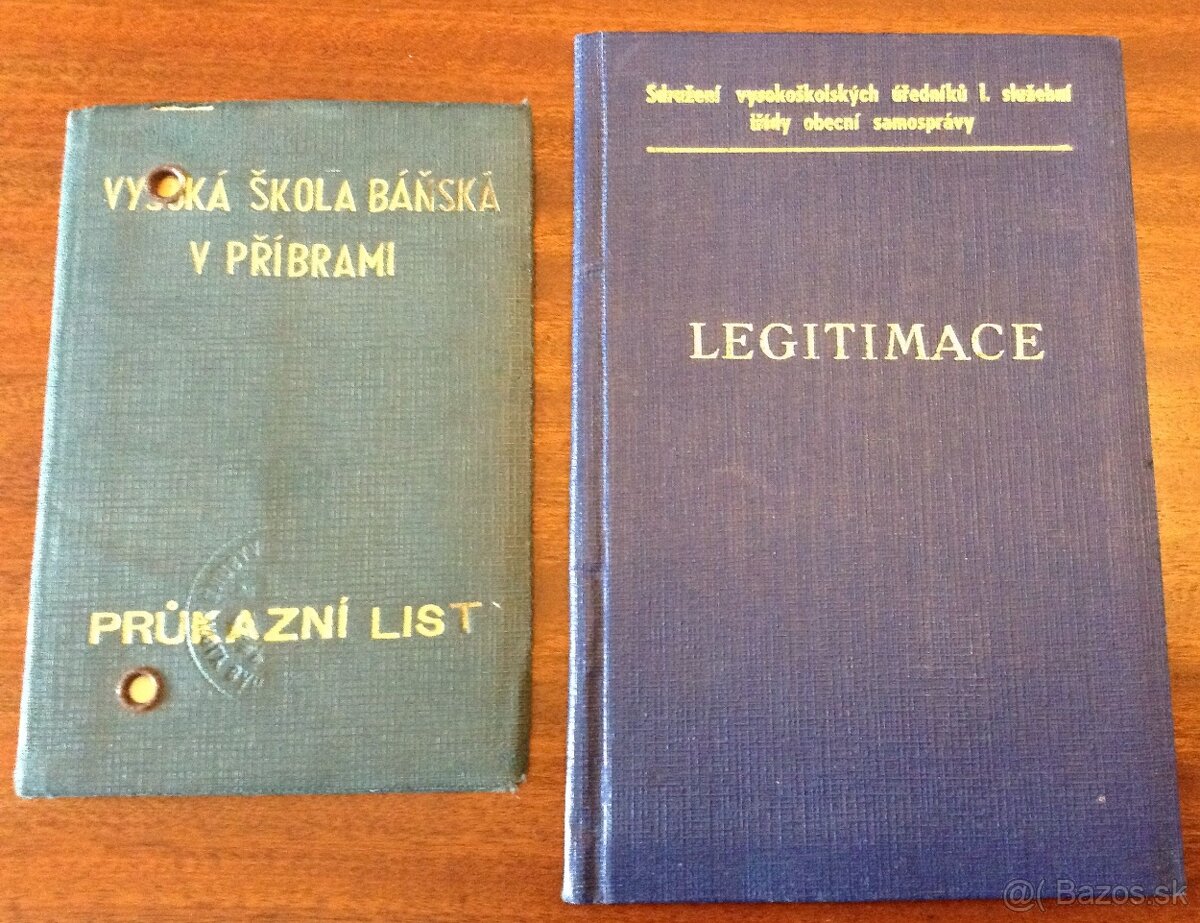 VYSOKÁ ŠKOLA BÁŇSKÁ
V PŘÍBRAMI
PRŮKAZNÍ LIST
Sdružení vysokoškolských úředníků I. služební
třídy obecní samosprávy
LEGITIMACE
@( Bazos.sk